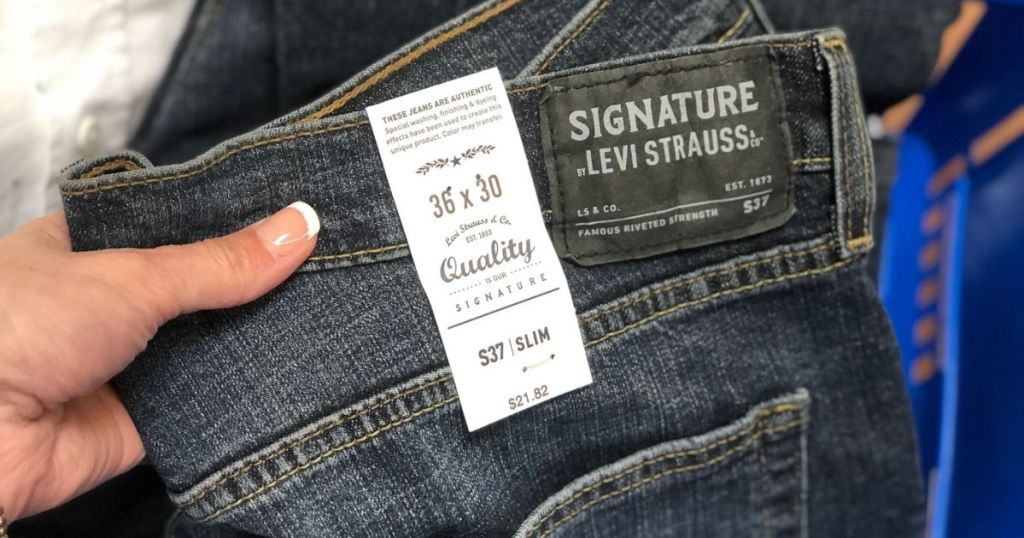 THESE JEANS ARE AUTHENTIC
Special washing, finishing & dyeing
effects have been used to create this
unique product. Color may transfer.
36 x 30
Levi Strauss & Co.
EST. 1853
Quality
IS OUR
SIGNATURE
S37 | SLIM
$21.82
SIGNATURE
BY LEVI STRAUSS & CO™
EST. 1873
LS & CO.
S37
FAMOUS RIVETED STRENGTH